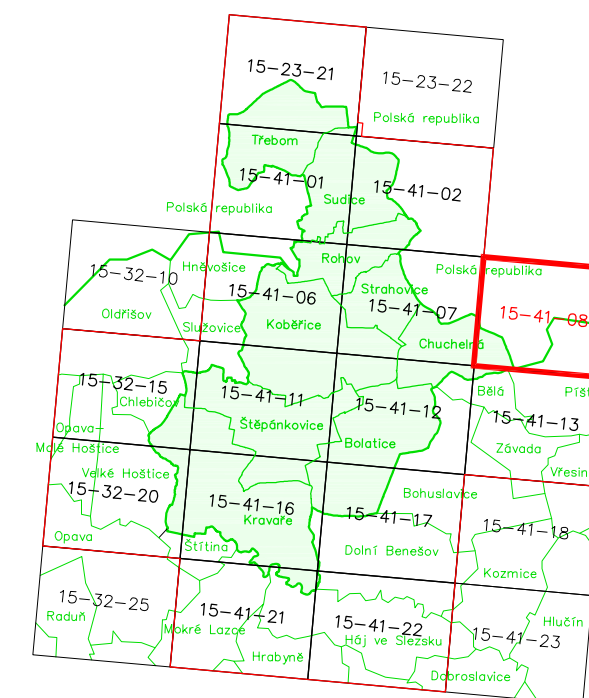 15-23-21
15-23-22
Polská republika
Třebom
15-41-01
15-41-02
Sudice
Polská republika
Rohov
Hněvošice
Polská republika
15-32-10
15-41-06
Strahovice
15-41-07
Oldřišov
Služovice
Kobeřice
15-41-08
Chuchelná
15-32-15
15-41-11
Bělá
Chlebičov
15-41-12
15-41-13
Opava-
Malé Hoštice
Štěpánkovice
Bolatice
Závada
Velké Hoštice
15-32-20
15-41-16
Bohuslavice
Kravaře
15-41-17
15-41-18
Opava
Štítina
Dolní Benešov
Kozmice
15-32-25
15-41-21
Raduň
Mokré Lazce
15-41-22
Háj ve Slezsku
15-41-23
Hlučín
Hrabyně
Dobroslavice